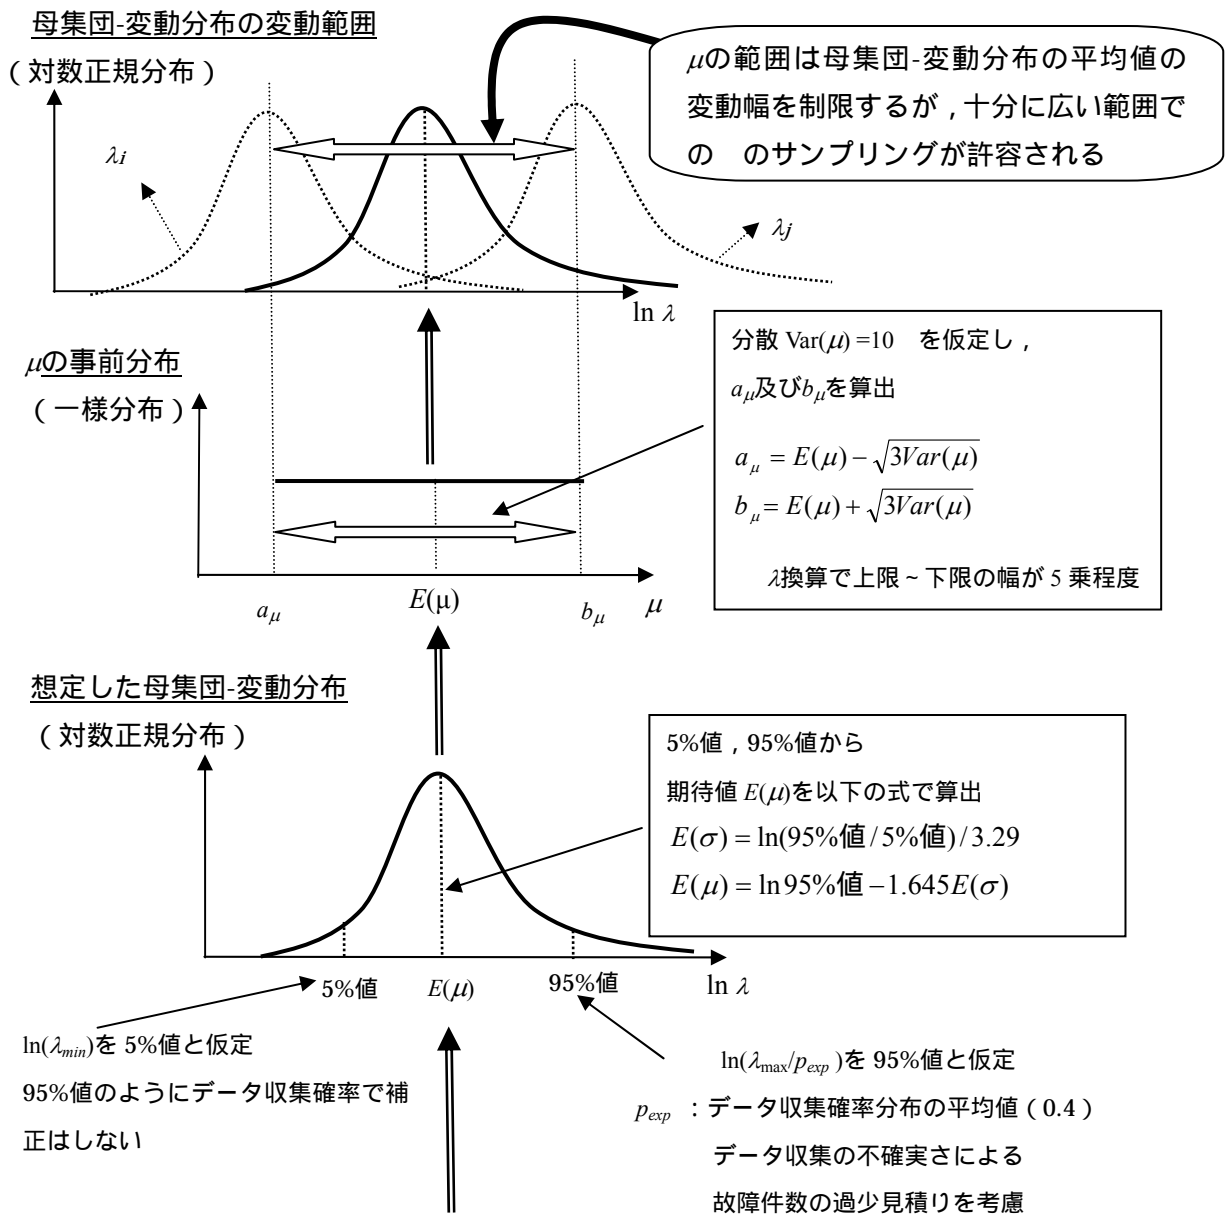 母集団-変動分布の変動範囲
（対数正規分布）
μの範囲は母集団-変動分布の平均値の
変動幅を制限するが，十分に広い範囲で
の　のサンプリングが許容される
λi
λj
ln λ
μの事前分布
（一様分布）
分散 Var(μ) =10　を仮定し，
aμ及びbμを算出
aμ = E(μ) − √3Var(μ)
bμ = E(μ) + √3Var(μ)
λ換算で上限～下限の幅が 5 乗程度
aμ
E(μ)
bμ
μ
想定した母集団-変動分布
（対数正規分布）
5%値，95%値から
期待値 E(μ)を以下の式で算出
E(σ) = ln(95%値/5%値)/3.29
E(μ) = ln95%値 −1.645E(σ)
5%値
E(μ)
95%値
ln λ
ln(λmin)を 5%値と仮定
95%値のようにデータ収集確率で補
正はしない
ln(λmax/pexp )を 95%値と仮定
pexp ：データ収集確率分布の平均値（0.4）
データ収集の不確実さによる
故障件数の過少見積りを考慮